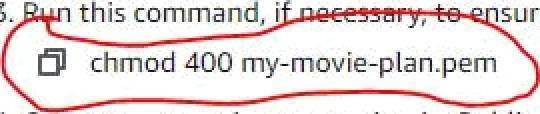 3. Run this command, if necessary, to ensur
chmod 400 my-movie-plan.pem